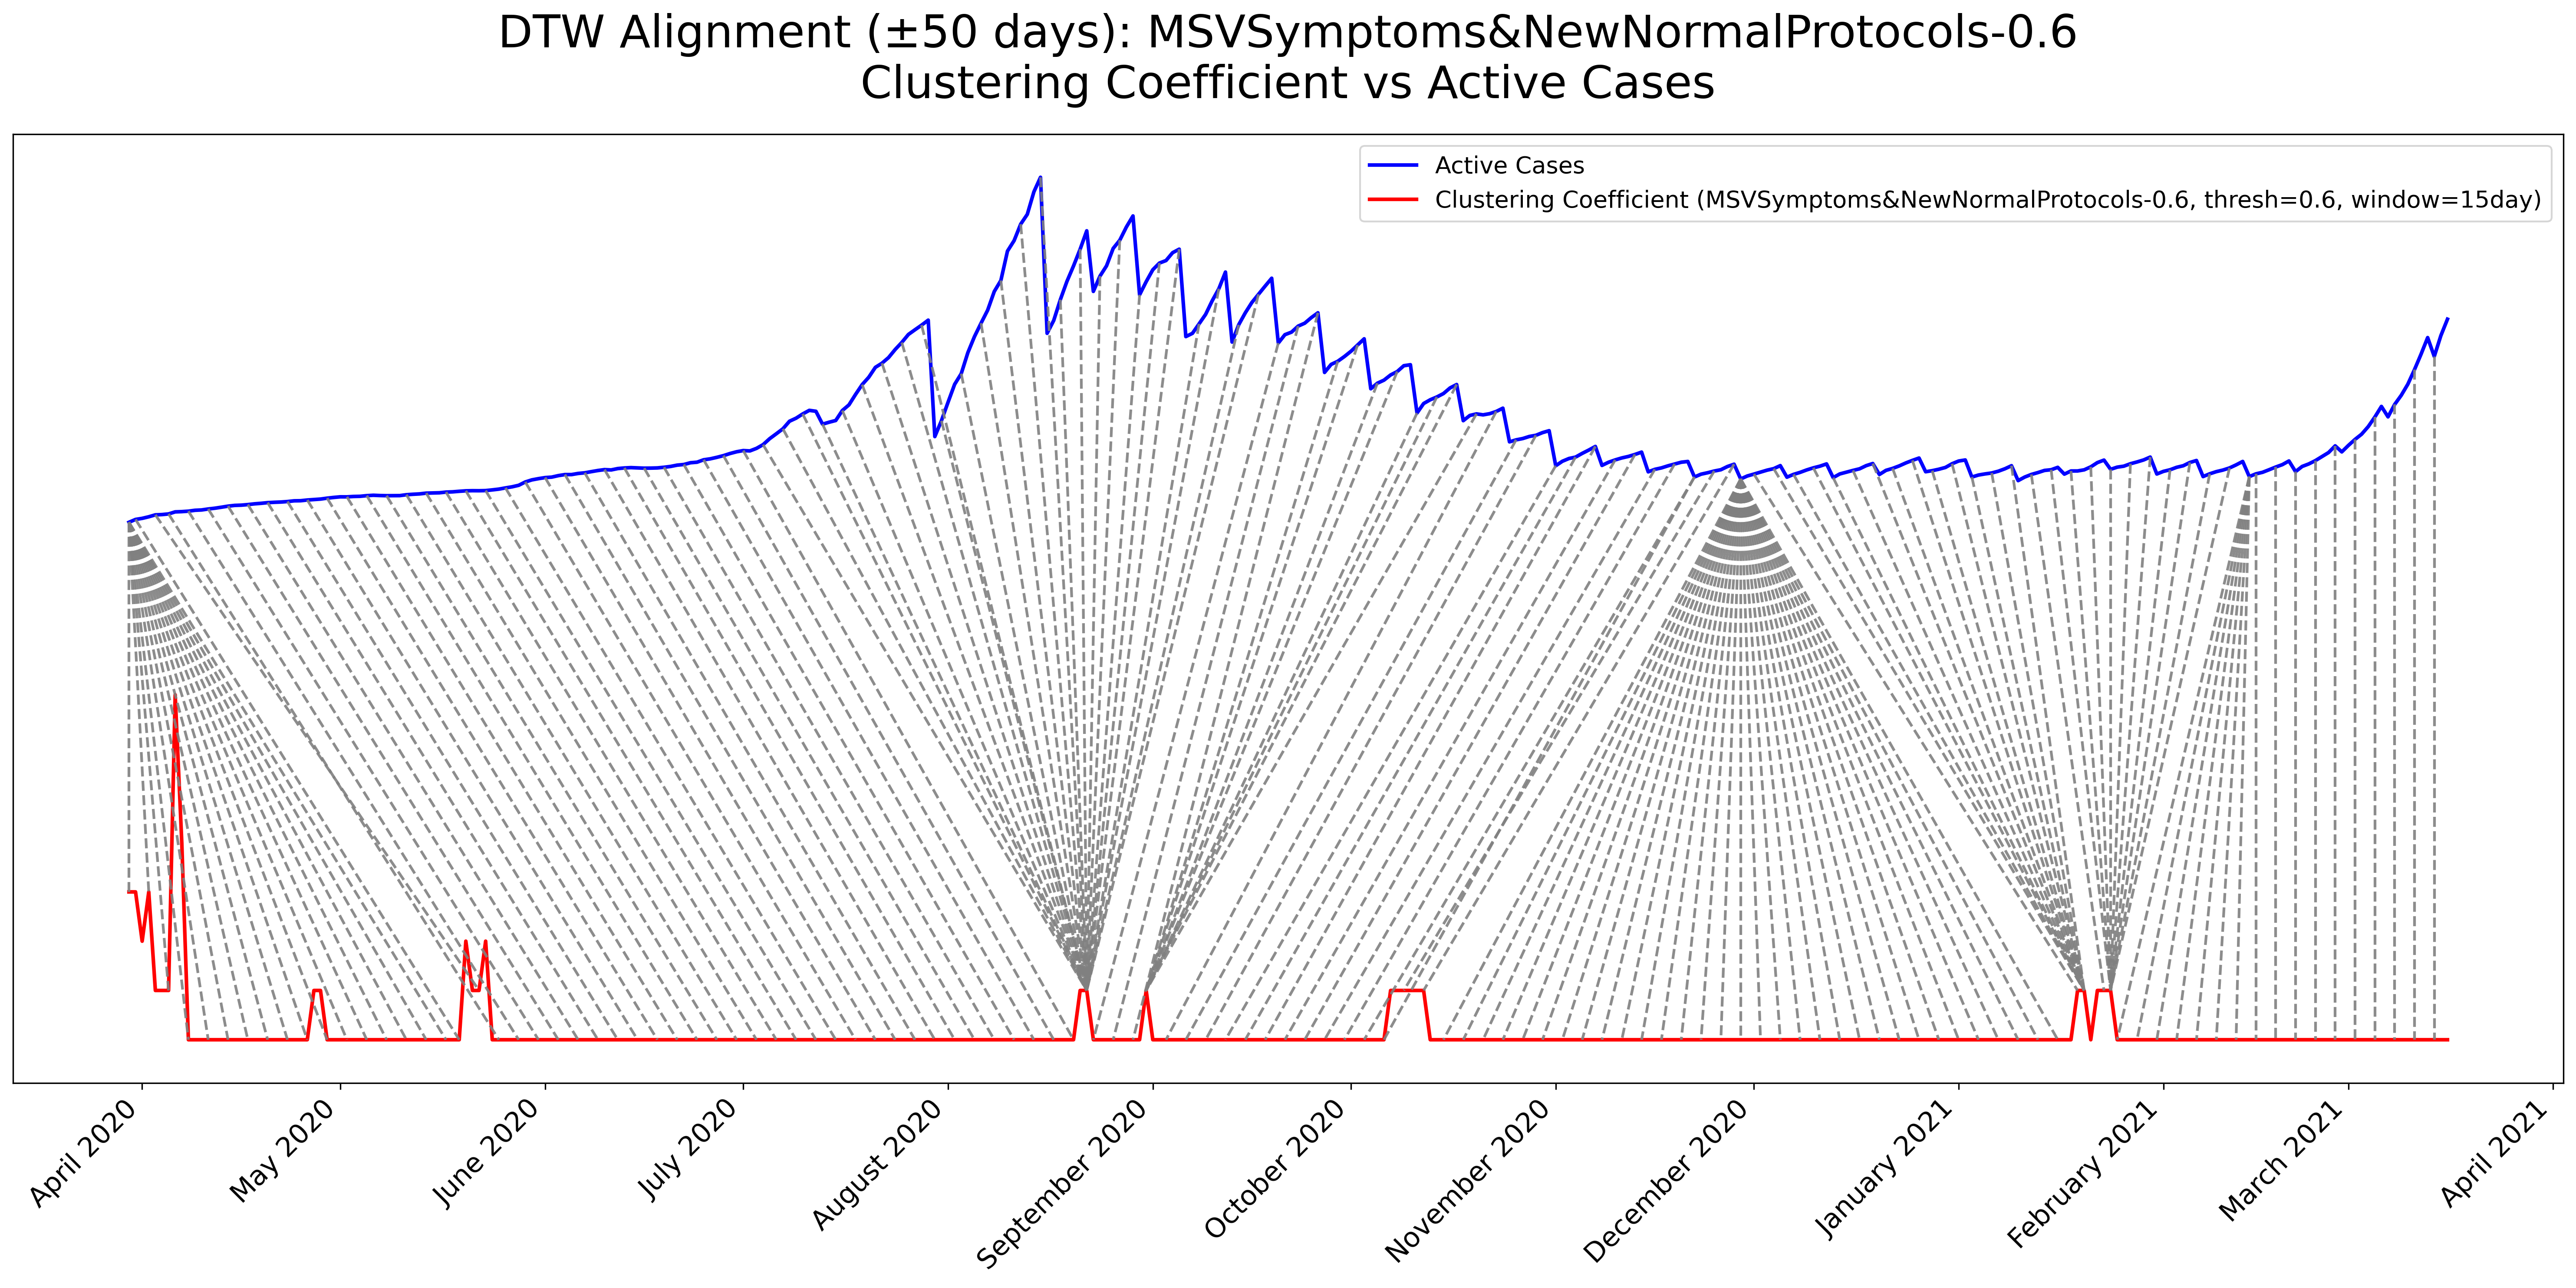 DTW Alignment (±50 days): MSVSymptoms&NewNormalProtocols-0.6
Clustering Coefficient vs Active Cases
Active Cases
Clustering Coefficient (MSVSymptoms&NewNormalProtocols-0.6, thresh=0.6, window=15day)
April 2020
May 2020
June 2020
July 2020
August 2020
September 2020
October 2020
November 2020
December 2020
January 2021
February 2021
March 2021
April 2021